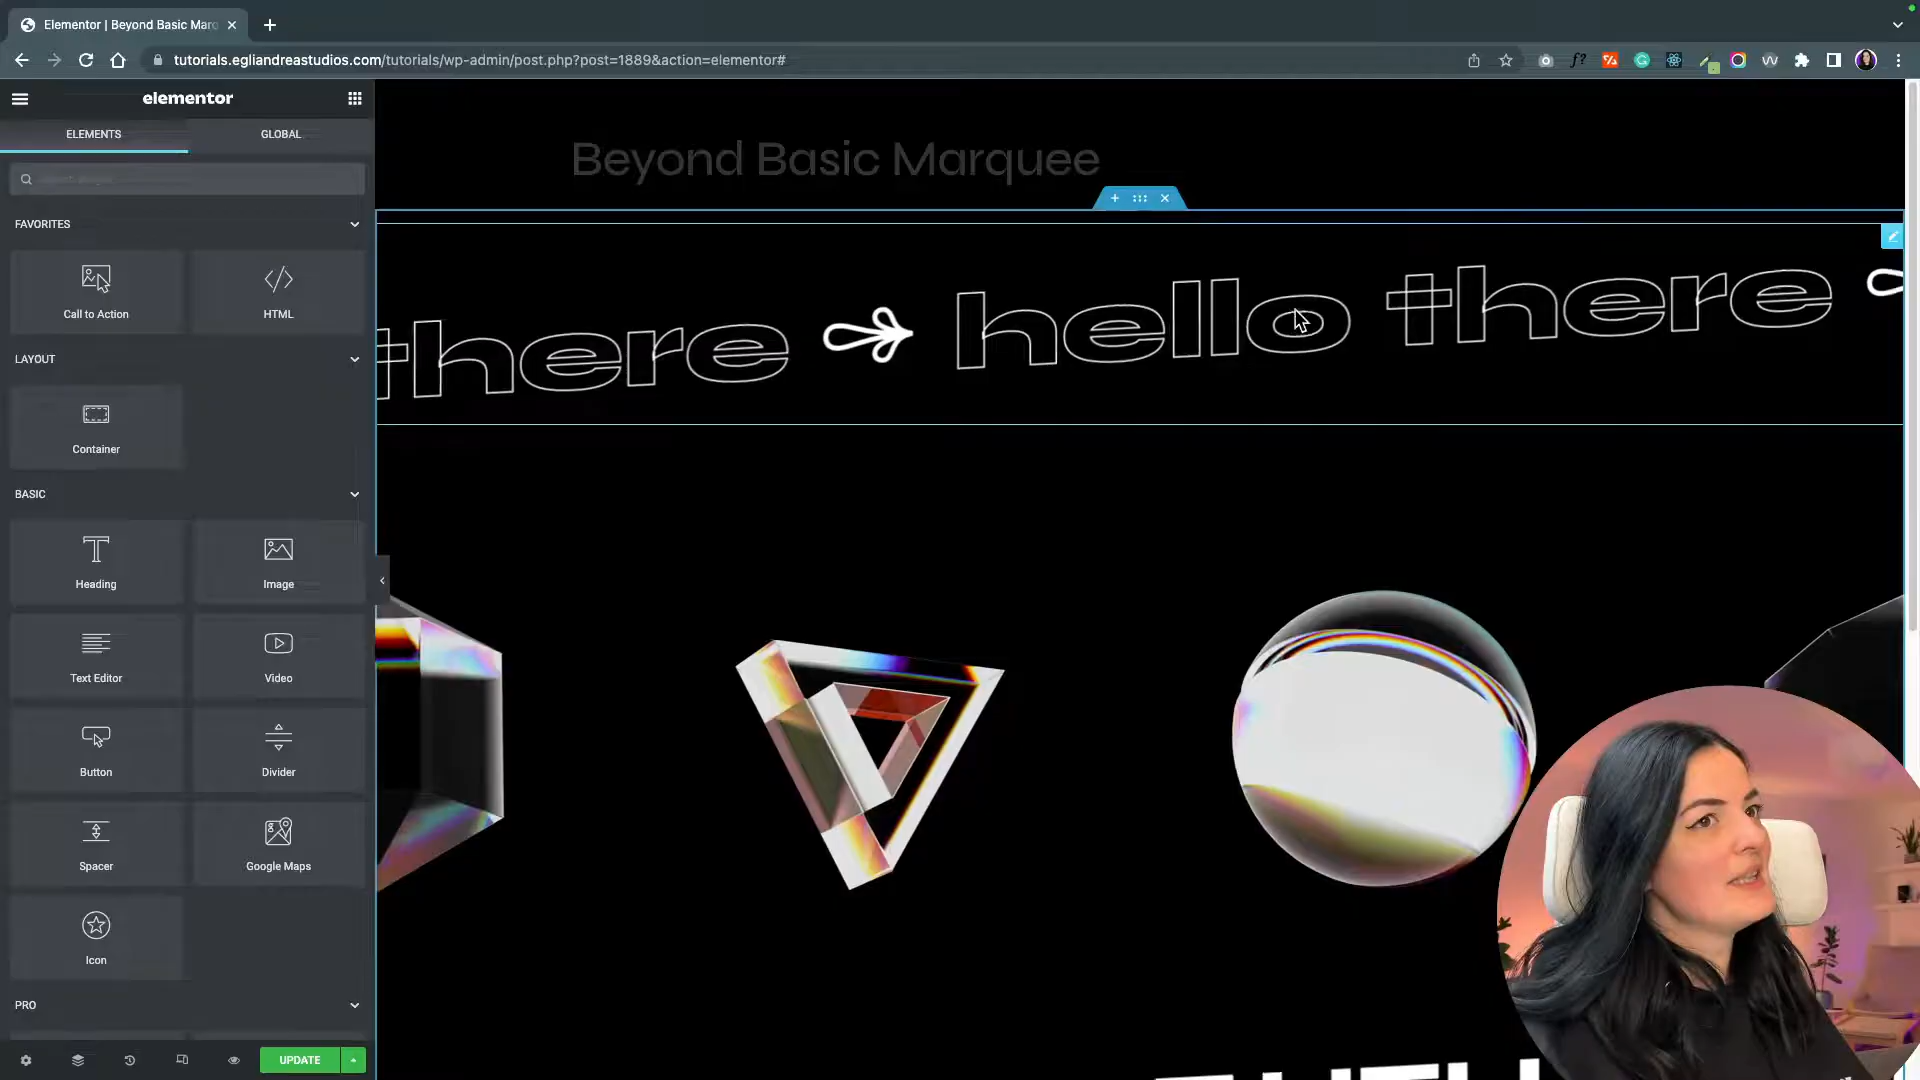 Elementor | Beyond Basic Marq
tutorials.egliandreastudios.com/tutorials/wp-admin/post.php?post=1889&action=elementor#
elementor
ELEMENTS
GLOBAL
Beyond Basic Marquee
FAVORITES
Call to Action
HTML
there hello there
LAYOUT
Container
BASIC
Heading
Image
Text Editor
Video
Button
Divider
Spacer
Google Maps
Icon
PRO
UPDATE